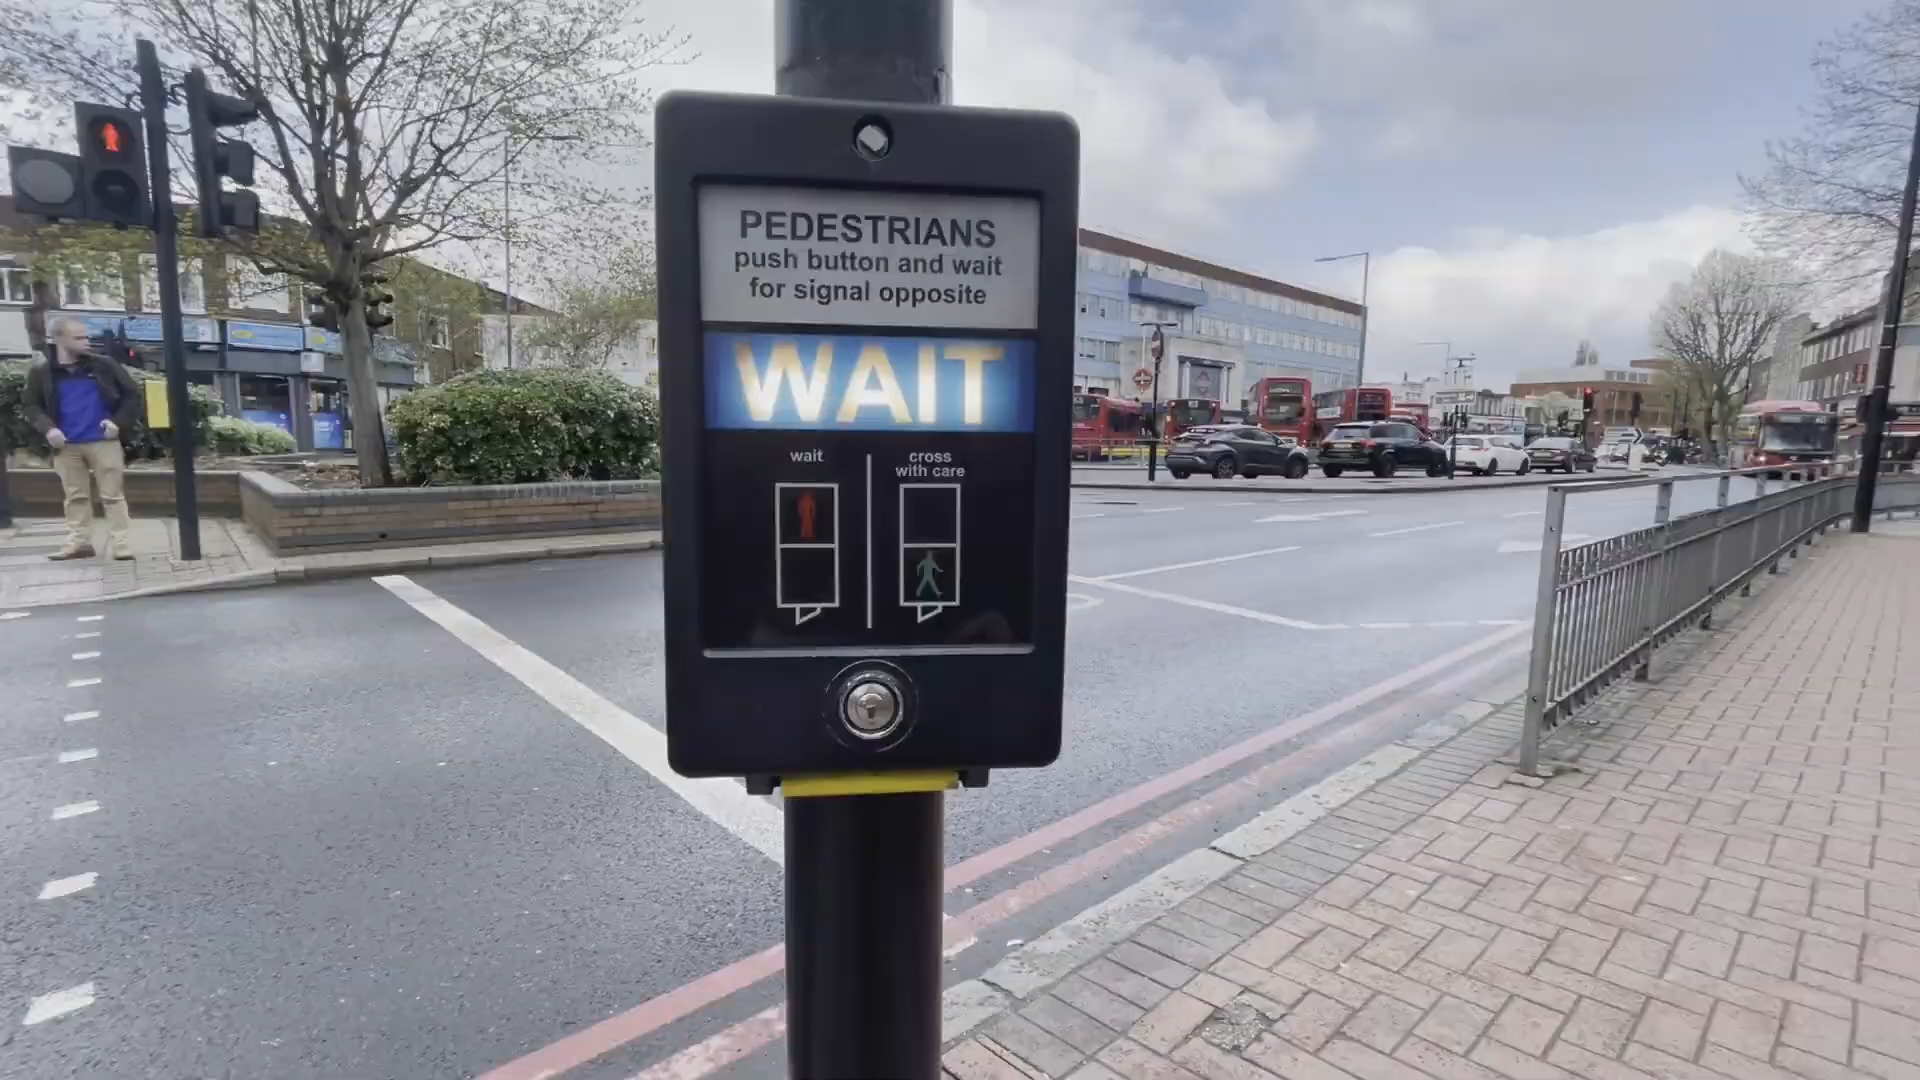 PEDESTRIANS
push button and wait
for signal opposite
WAIT
wait
cross
with care